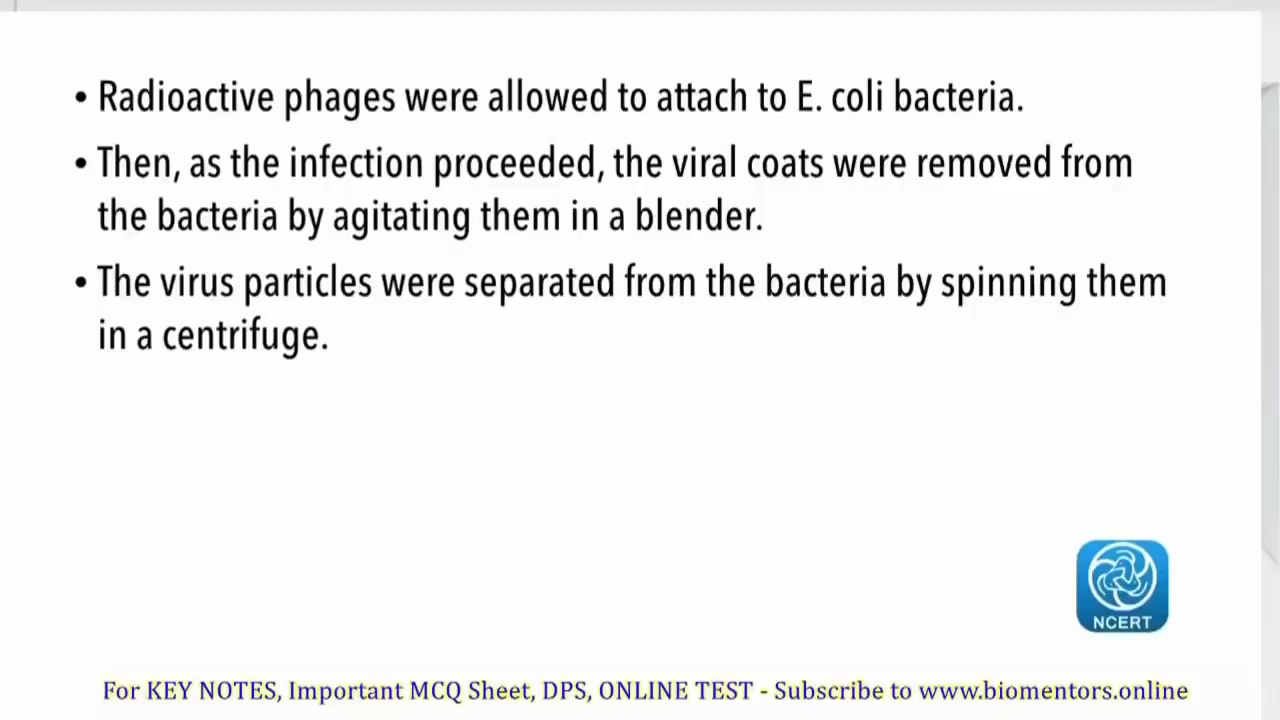 • Radioactive phages were allowed to attach to E. coli bacteria.
• Then, as the infection proceeded, the viral coats were removed from
the bacteria by agitating them in a blender.
• The virus particles were separated from the bacteria by spinning them
in a centrifuge.
NCERT
For KEY NOTES, Important MCQ Sheet, DPS, ONLINE TEST - Subscribe to www.biomentors.online